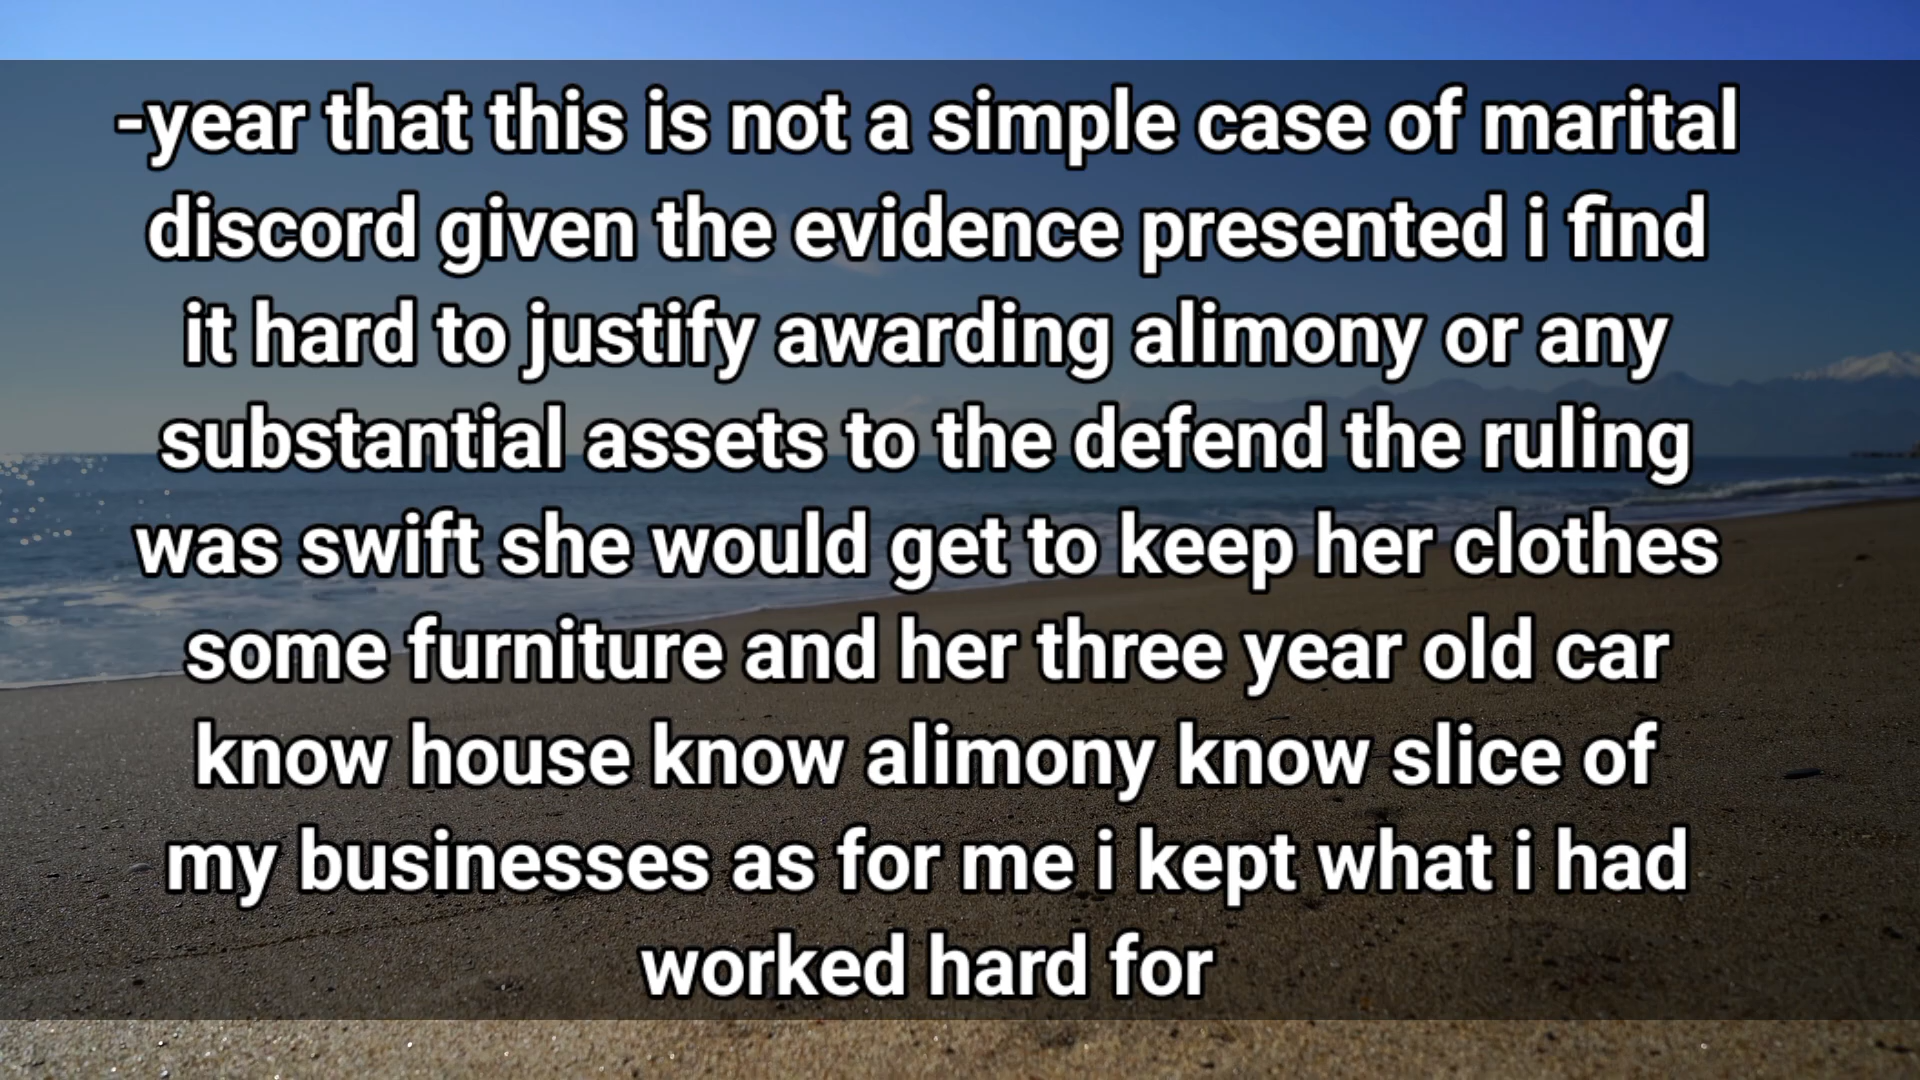 -year that this is not a simple case of marital
discord given the evidence presented i find
it hard to justify awarding alimony or any
substantial assets to the defend the ruling
was swift she would get to keep her clothes
some furniture and her three year old car
know house know alimony know slice of
my businesses as for me i kept what i had
worked hard for